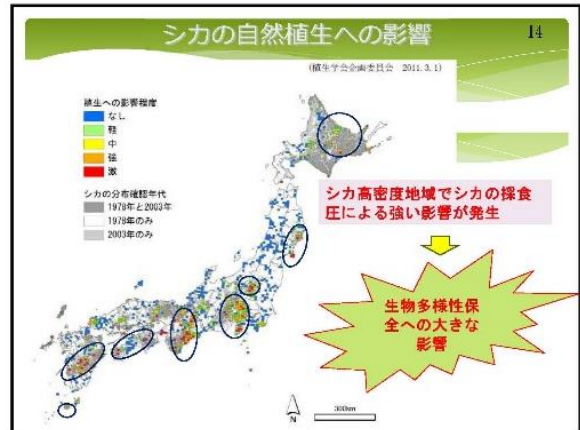 シカの自然植生への影響
14
(植生学会企画委員会 2011.3.1)
植生への影響程度
なし
軽
中
強
激
シカの分布確認年代
1978年と2003年
1978年のみ
2003年のみ
シカ高密度地域でシカの採食
圧による強い影響が発生
生物多様性保
全への大きな
影響
N
300km